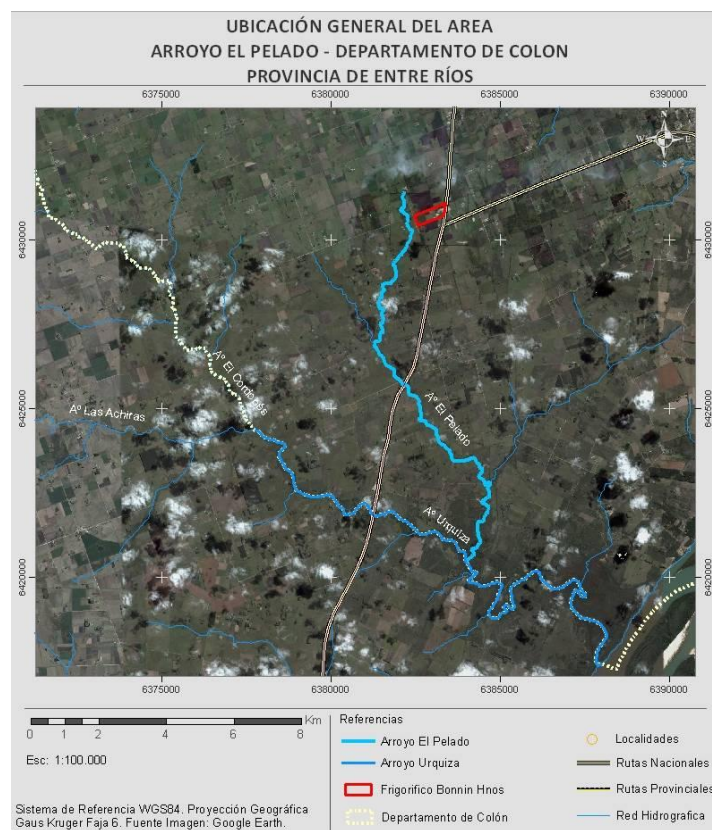 UBICACIÓN GENERAL DEL AREA
ARROYO EL PELADO - DEPARTAMENTO DE COLON
PROVINCIA DE ENTRE RÍOS
6375000 6380000 6385000 6390000
N
W E
S
6430000 6430000
Aº El Cordobés
6425000 6425000
Aº Las Achiras
Aº El Pelado
Aº Urquiza
6420000 6420000
6375000 6380000 6385000 6390000
Km
0 1 2 4 6 8
Esc: 1:100.000
Sistema de Referencia WGS84. Proyección Geográfica
Gaus Kruger Faja 6. Fuente Imagen: Google Earth.
Referencias
Arroyo El Pelado
Arroyo Urquiza
Frigorifico Bonnin Hnos
Departamento de Colón
Localidades
Rutas Nacionales
Rutas Provinciales
Red Hidrografica